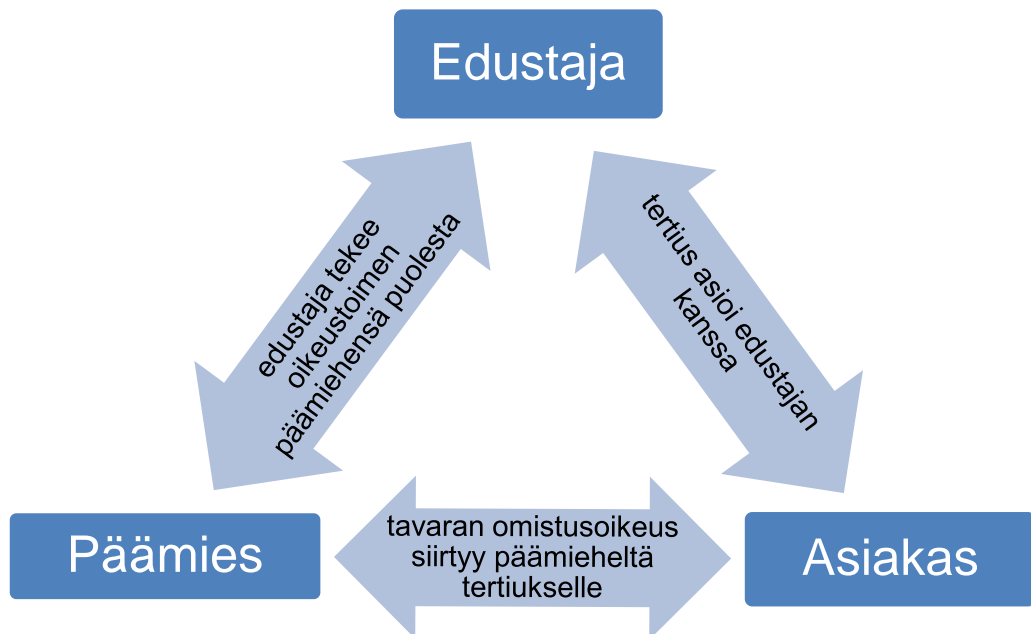 Edustaja
edustaja tekee
oikeustoimen
päämiehensä puolesta
tertius asioi edustajan
kanssa
Päämies
tavaran omistusoikeus
siirtyy päämieheltä
tertiukselle
Asiakas